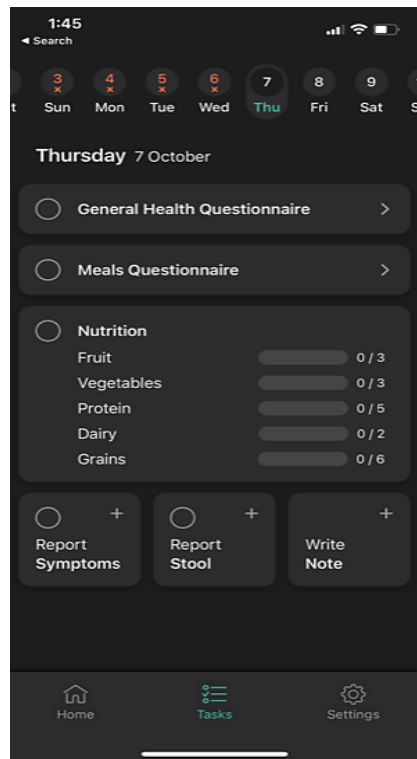 1:45
◀ Search
3 4 5 6 7 8 9
t Sun Mon Tue Wed Thu Fri Sat S
Thursday 7 October
General Health Questionnaire
Meals Questionnaire
Nutrition
Fruit 0 / 3
Vegetables 0 / 3
Protein 0 / 5
Dairy 0 / 2
Grains 0 / 6
Report
Symptoms
Report
Stool
Write
Note
Home Tasks Settings